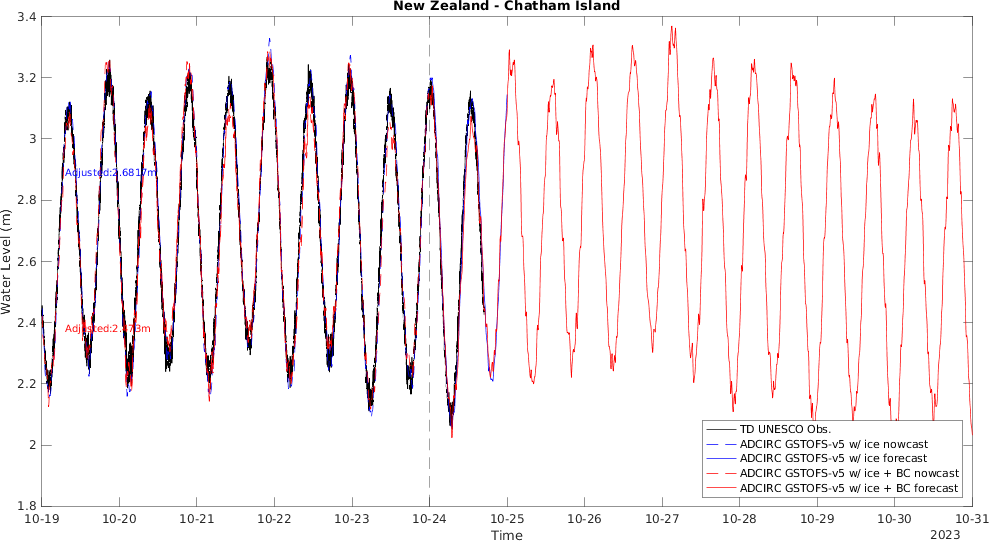 New Zealand - Chatham Island
3.4
3.2
3
2.8
2.6
2.4
2.2
2
1.8
Water Level (m)
Adjusted:2.6817m
TD UNESCO Obs.
ADCIRC GSTOFS-v5 w/ ice nowcast
ADCIRC GSTOFS-v5 w/ ice forecast
ADCIRC GSTOFS-v5 w/ ice + BC nowcast
ADCIRC GSTOFS-v5 w/ ice + BC forecast
10-19 10-20 10-21 10-22 10-23 10-24 10-25 10-26 10-27 10-28 10-29 10-30 10-31
Time
2023